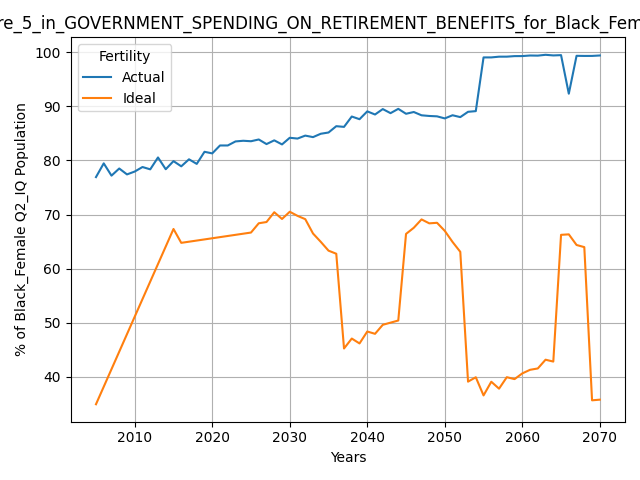 re_5_in_GOVERNMENT_SPENDING_ON_RETIREMENT_BENEFITS_for_Black_Fem
Fertility
Actual
Ideal
100
90
80
70
60
50
40
% of Black_Female Q2_IQ Population
2010 2020 2030 2040 2050 2060 2070
Years